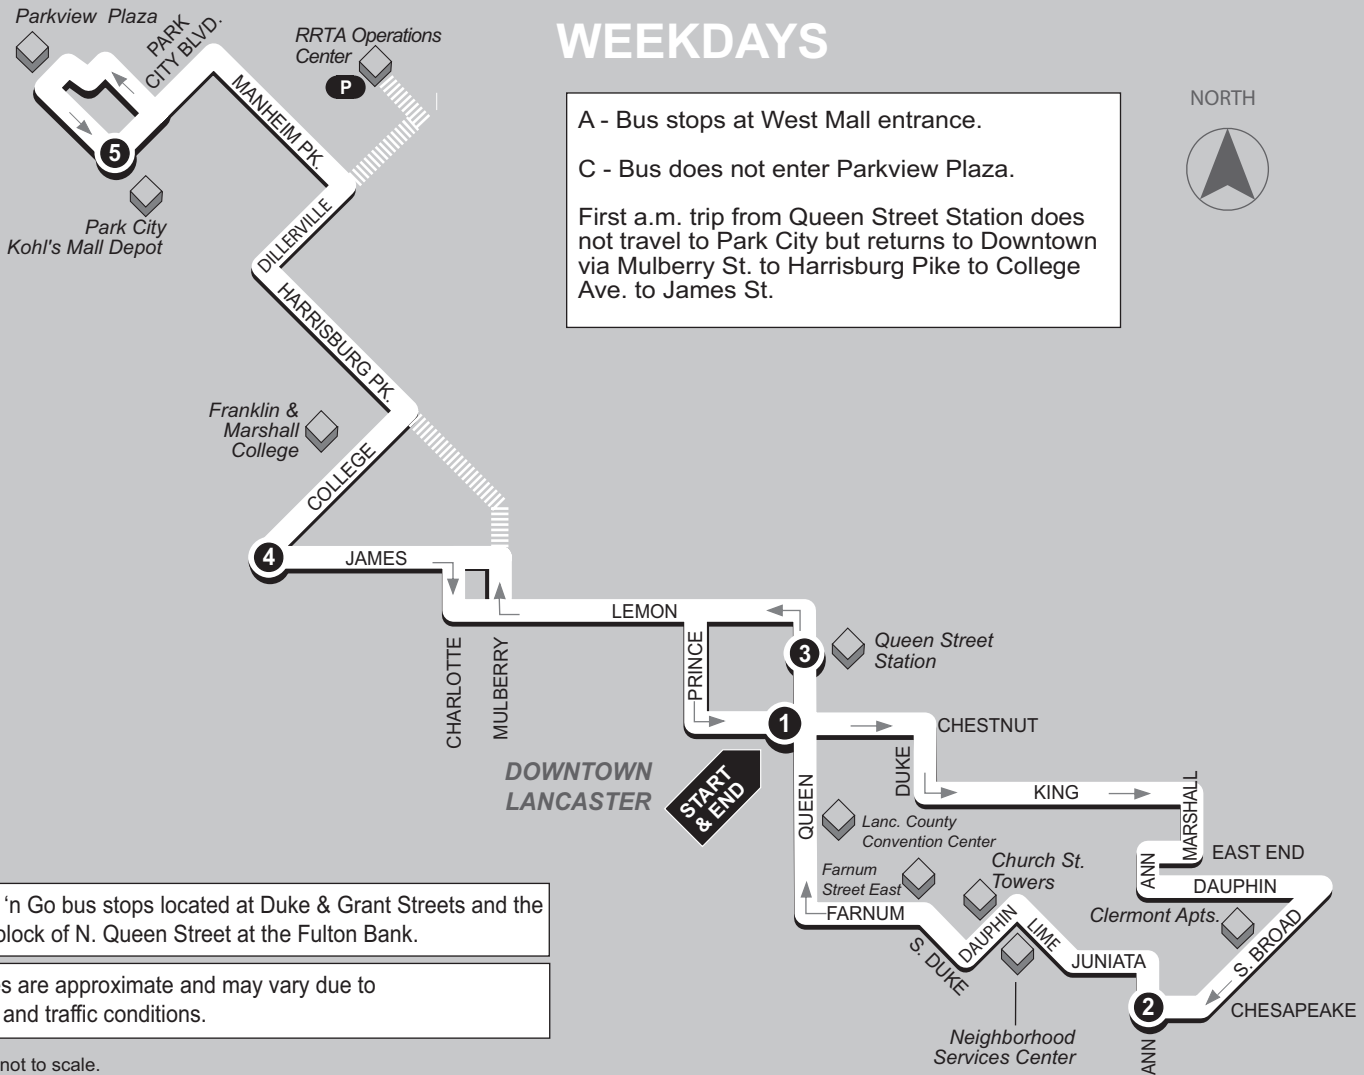 Parkview Plaza
PARK
CITY BLVD.
RRTA Operations
Center
P
WEEKDAYS
NORTH
A - Bus stops at West Mall entrance.
C - Bus does not enter Parkview Plaza.
First a.m. trip from Queen Street Station does
not travel to Park City but returns to Downtown
via Mulberry St. to Harrisburg Pike to College
Ave. to James St.
MANHEIM PK.
5
Park City
Kohl's Mall Depot
DILLERVILLE
HARRISBURG PK.
Franklin &
Marshall
College
COLLEGE
4
JAMES
LEMON
CHARLOTTE
MULBERRY
PRINCE
3
Queen Street
Station
1
CHESTNUT
DOWNTOWN
LANCASTER
START
& END
QUEEN
DUKE
KING
MARSHALL
Lanc. County
Convention Center
EAST END
ANN
DAUPHIN
Farnum
Street East
Church St.
Towers
Clermont Apts.
FARNUM
S. DUKE
DAUPHIN
LIME
JUNIATA
S. BROAD
2
CHESAPEAKE
ANN
Neighborhood
Services Center
'n Go bus stops located at Duke & Grant Streets and the
block of N. Queen Street at the Fulton Bank.
are approximate and may vary due to
and traffic conditions.
not to scale.